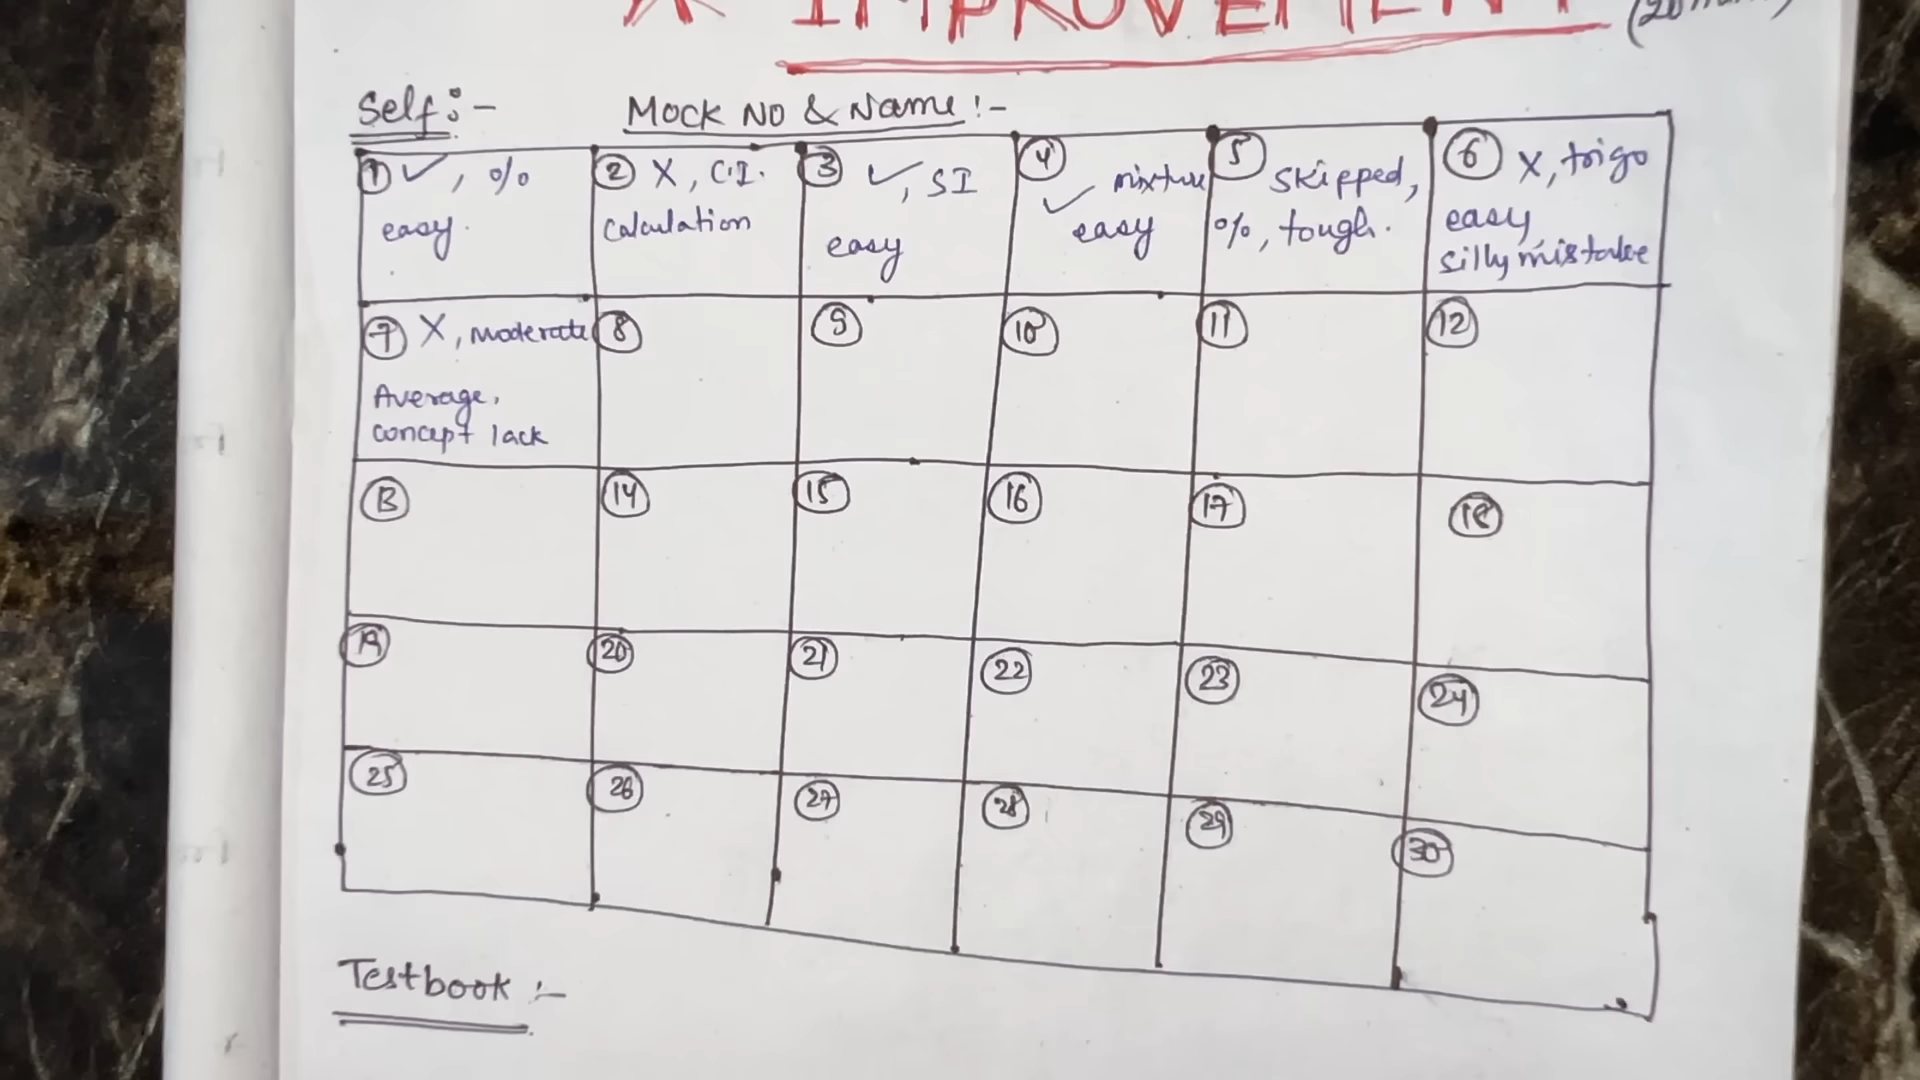 IMPROVEMENT
Self:- Mock No & Name!:-
1 ✓, %
easy.
2 X, C.I.
Calculation
3 ✓, SI
easy
4 mixture
✓ easy
5 Skipped,
%, tough.
6 X, trigo
easy,
silly mistake
7 X, Moderate
Average,
concept lack
8
9
10
11
12
13
14
15
16
17
18
19
20
21
22
23
24
25
26
27
28
29
30
Testbook :-